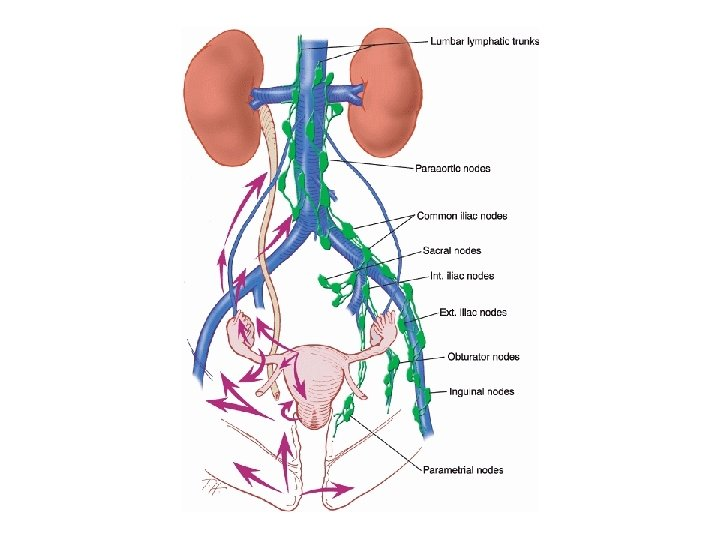 Lumbar lymphatic trunks
Paraaortic nodes
Common iliac nodes
Sacral nodes
Int. iliac nodes
Ext. iliac nodes
Obturator nodes
Inguinal nodes
Parametrial nodes